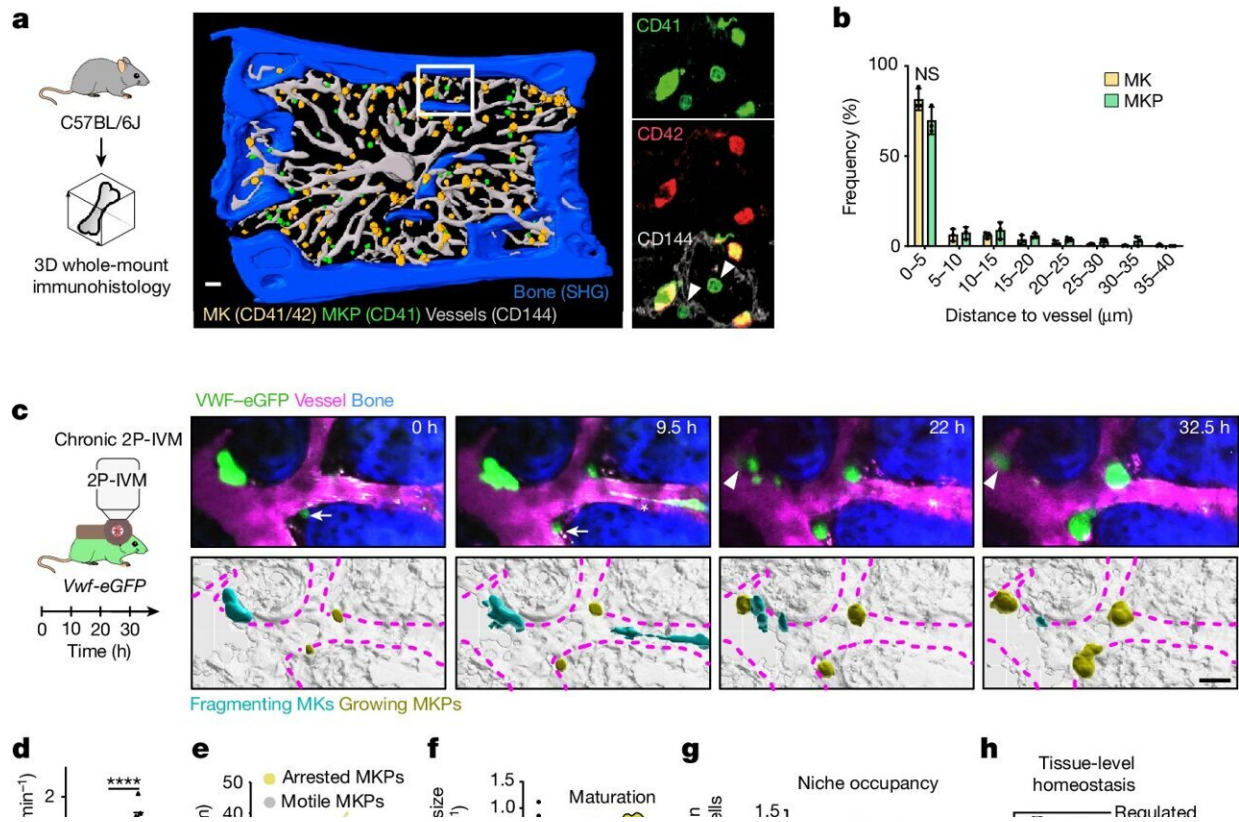 a
C57BL/6J
3D whole-mount
immunohistology
Bone (SHG)
MK (CD41/42) MKP (CD41) Vessels (CD144)
CD41
CD42
CD144
b
Frequency (%)
100
50
0
NS
MK
MKP
0–5
5–10
10–15
15–20
20–25
25–30
30–35
35–40
Distance to vessel (μm)
c
VWF–eGFP Vessel Bone
Chronic 2P-IVM
2P-IVM
Vwf-eGFP
0 10 20 30
Time (h)
0 h
9.5 h
22 h
32.5 h
*
Fragmenting MKs Growing MKPs
d
min⁻¹)
2
****
e
50
40
Arrested MKPs
Motile MKPs
f
size
1.5
1.0
Maturation
g
Niche occupancy
1.5
h
Tissue-level
homeostasis
Regulated